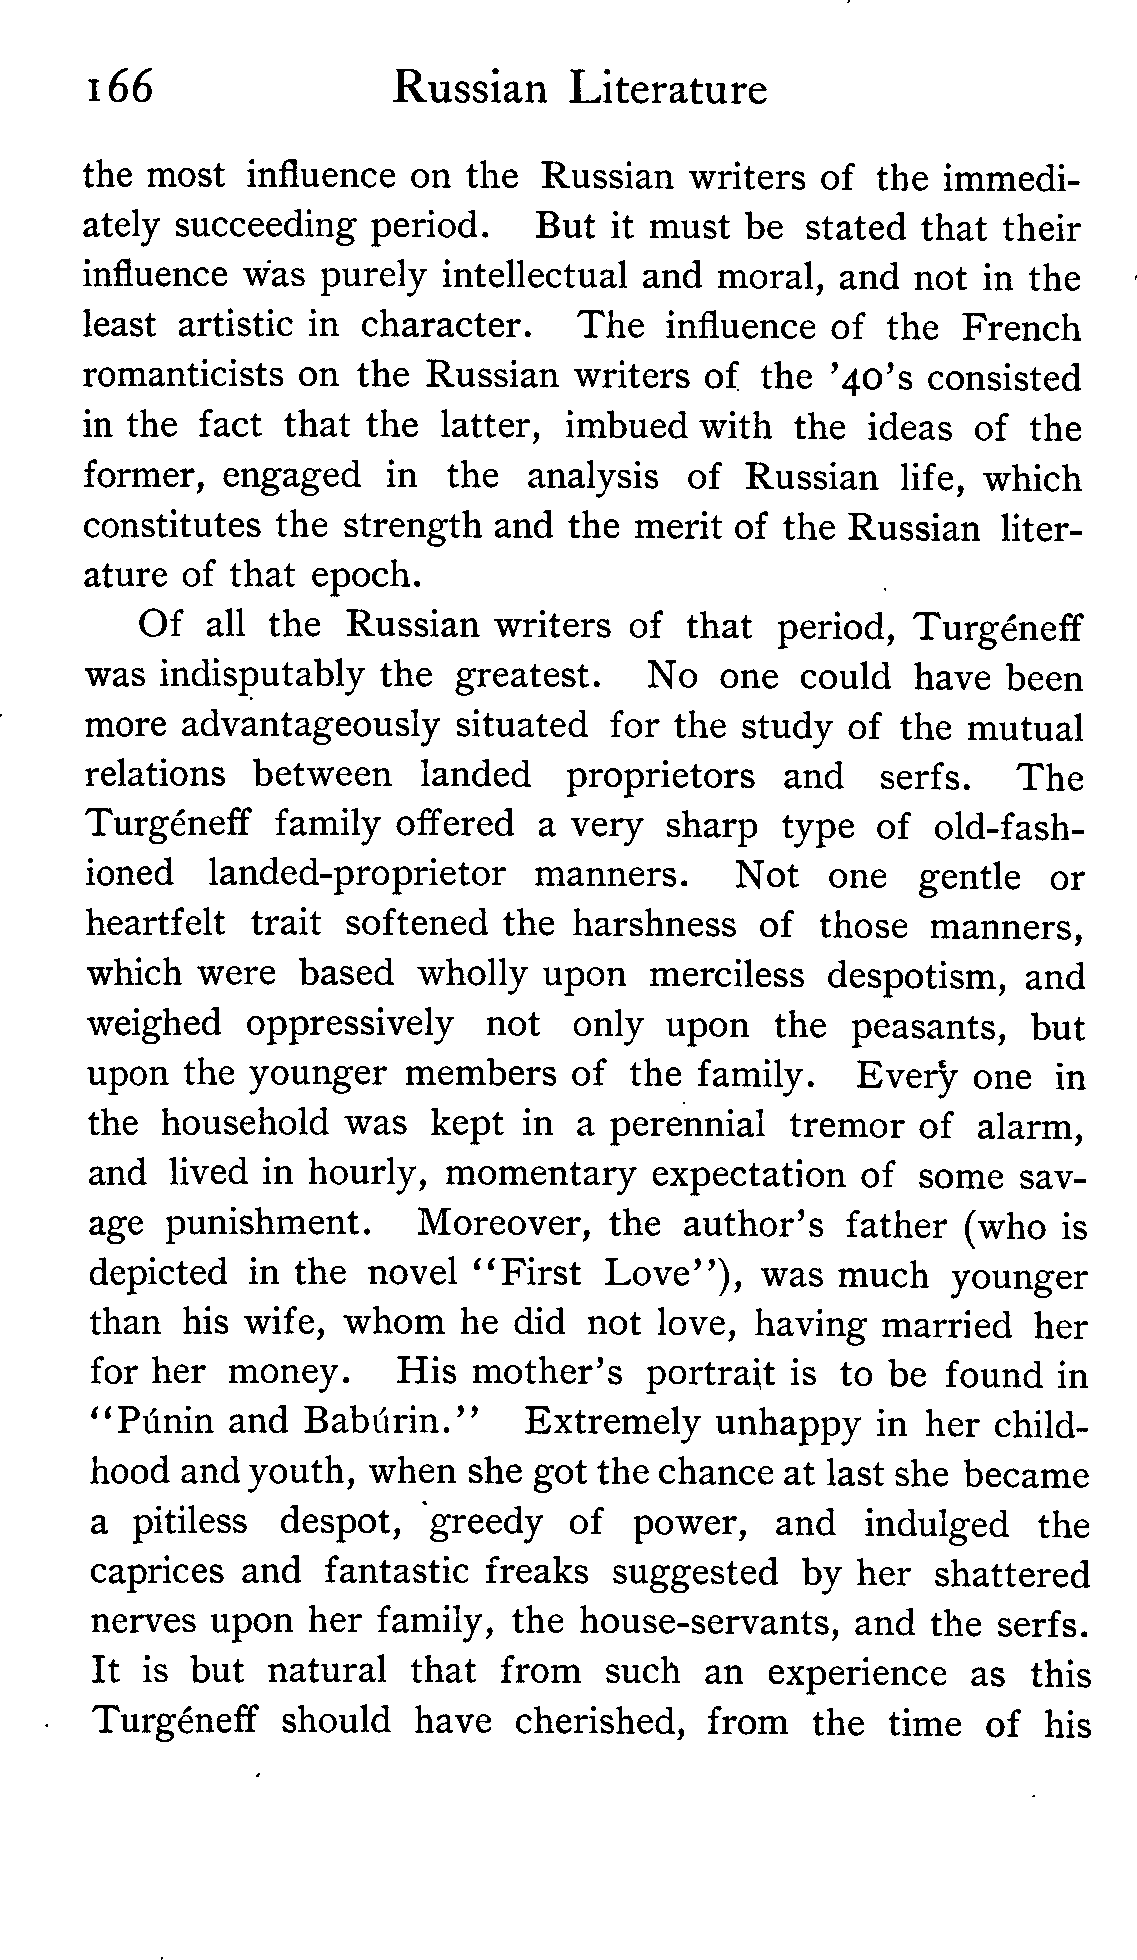 166 Russian Literature
the most influence on the Russian writers of the immedi-
ately succeeding period. But it must be stated that their
influence was purely intellectual and moral, and not in the
least artistic in character. The influence of the French
romanticists on the Russian writers of the ’40’s consisted
in the fact that the latter, imbued with the ideas of the
former, engaged in the analysis of Russian life, which
constitutes the strength and the merit of the Russian liter-
ature of that epoch.
Of all the Russian writers of that period, Turgéneff
was indisputably the greatest. No one could have been
more advantageously situated for the study of the mutual
relations between landed proprietors and serfs. The
Turgéneff family offered a very sharp type of old-fash-
ioned landed-proprietor manners. Not one gentle or
heartfelt trait softened the harshness of those manners,
which were based wholly upon merciless despotism, and
weighed oppressively not only upon the peasants, but
upon the younger members of the family. Every one in
the household was kept in a perennial tremor of alarm,
and lived in hourly, momentary expectation of some sav-
age punishment. Moreover, the author’s father (who is
depicted in the novel “First Love”), was much younger
than his wife, whom he did not love, having married her
for her money. His mother’s portrait is to be found in
“Púnin and Babúrin.” Extremely unhappy in her child-
hood and youth, when she got the chance at last she became
a pitiless despot, greedy of power, and indulged the
caprices and fantastic freaks suggested by her shattered
nerves upon her family, the house-servants, and the serfs.
It is but natural that from such an experience as this
Turgéneff should have cherished, from the time of his